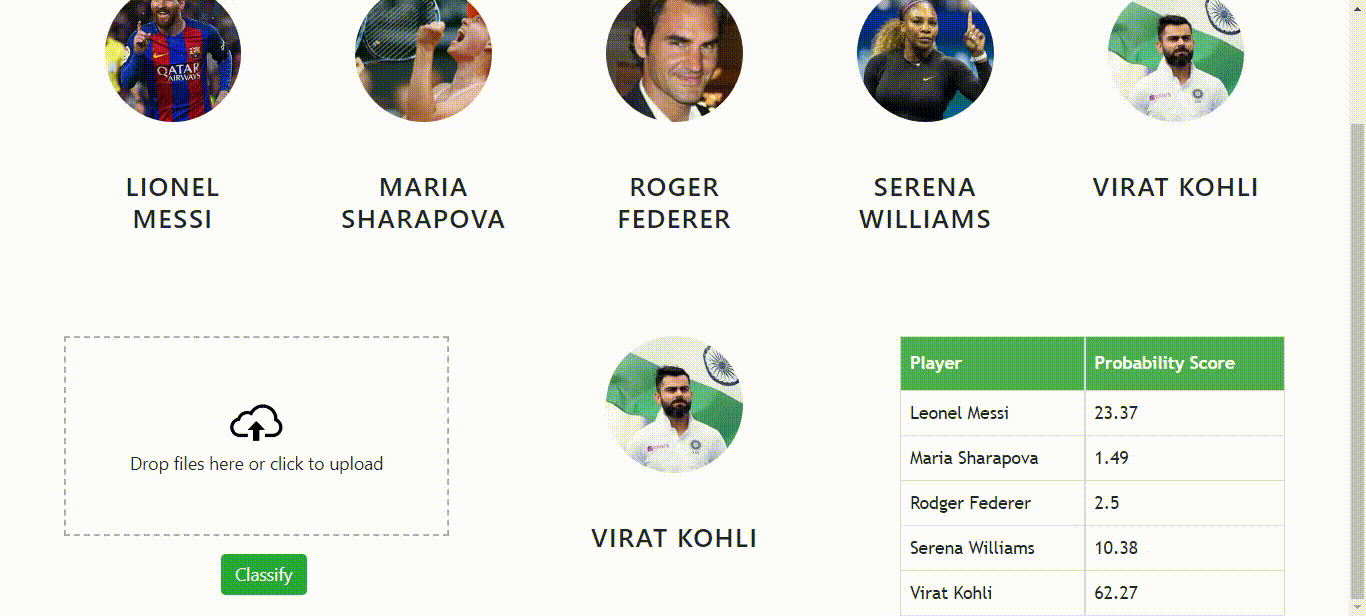 QATAR
AIRWAYS
LIONEL
MESSI
MARIA
SHARAPOVA
ROGER
FEDERER
SERENA
WILLIAMS
VIRAT KOHLI
Drop files here or click to upload
Classify
VIRAT KOHLI
Player Probability Score
Leonel Messi 23.37
Maria Sharapova 1.49
Rodger Federer 2.5
Serena Williams 10.38
Virat Kohli 62.27